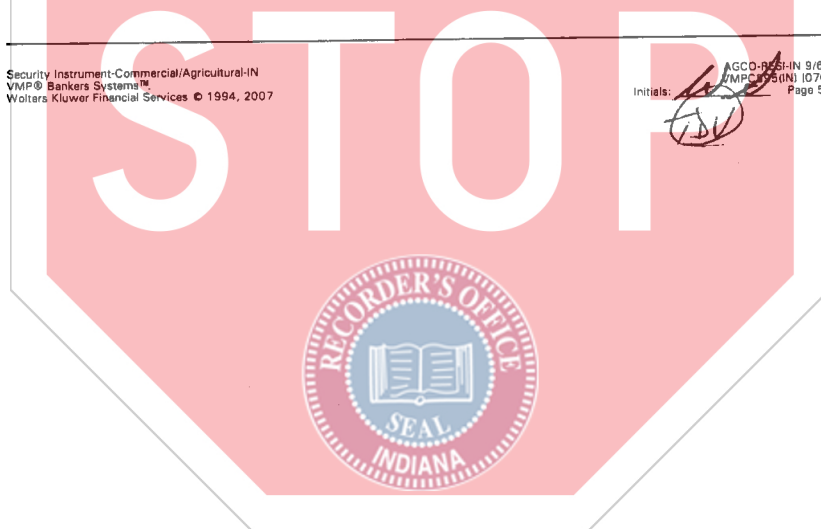 STOP
Security Instrument-Commercial/Agricultural-IN
VMP® Bankers Systems™
Wolters Kluwer Financial Services © 1994, 2007
Initials:
TDV
Page 5
RECORDER'S OFFICE
SEAL
INDIANA